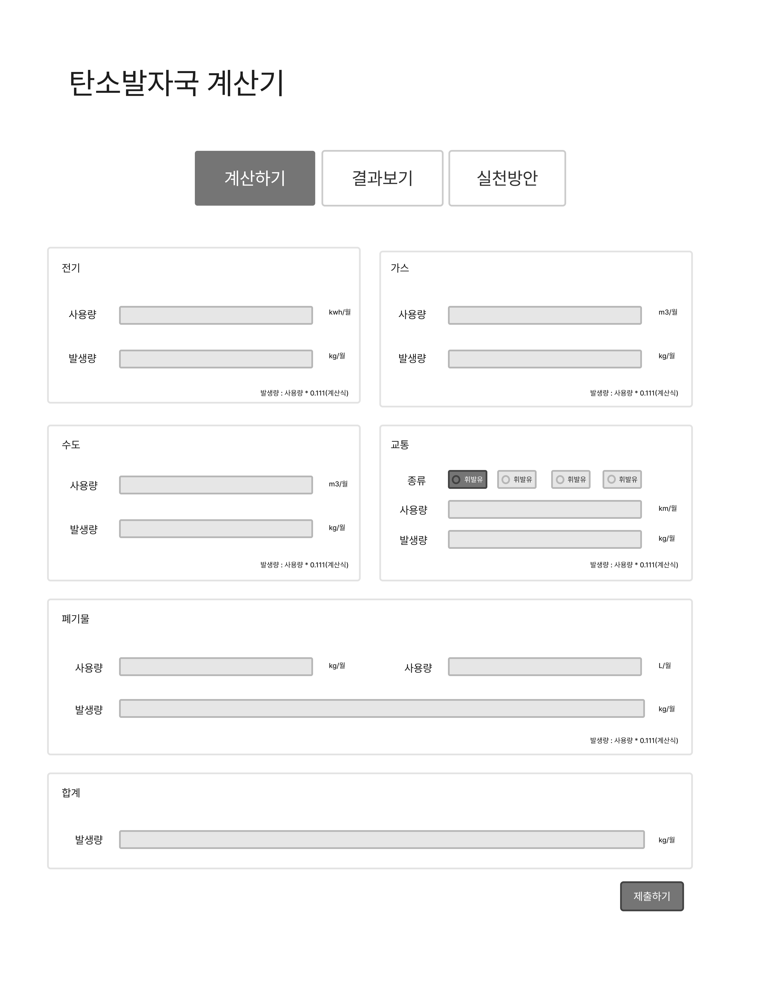 탄소발자국 계산기
계산하기
결과보기
실천방안
전기
사용량
kwh/월
발생량
kg/월
발생량 : 사용량 * 0.111(계산식)
가스
사용량
m3/월
발생량
kg/월
발생량 : 사용량 * 0.111(계산식)
수도
사용량
m3/월
발생량
kg/월
발생량 : 사용량 * 0.111(계산식)
교통
종류
휘발유
휘발유
휘발유
휘발유
사용량
km/월
발생량
kg/월
발생량 : 사용량 * 0.111(계산식)
폐기물
사용량
kg/월
사용량
L/월
발생량
kg/월
발생량 : 사용량 * 0.111(계산식)
합계
발생량
kg/월
제출하기